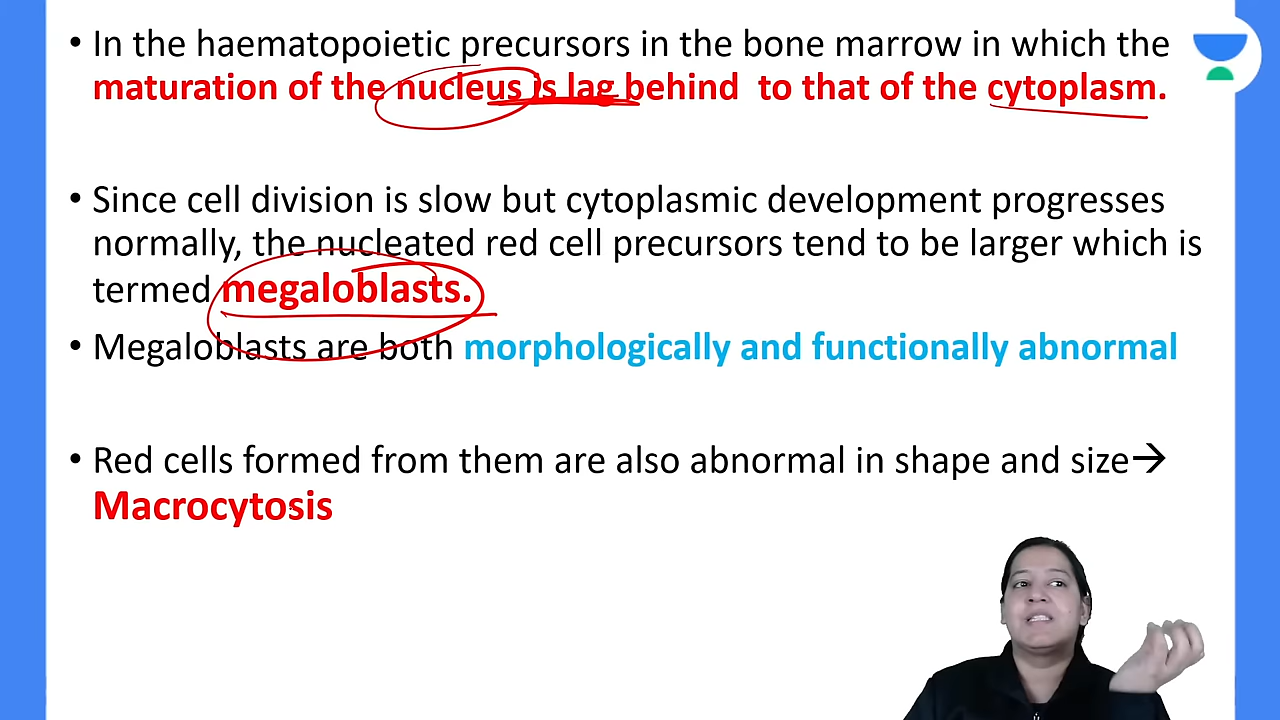 • In the haematopoietic precursors in the bone marrow in which the
maturation of the nucleus is lag behind to that of the cytoplasm.
• Since cell division is slow but cytoplasmic development progresses
normally, the nucleated red cell precursors tend to be larger which is
termed megaloblasts.
• Megaloblasts are both morphologically and functionally abnormal
• Red cells formed from them are also abnormal in shape and size→
Macrocytosis